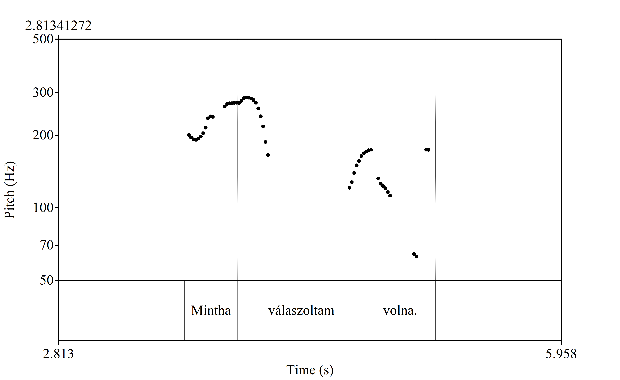 2.81341272
500
300
200
100
70
50
Pitch (Hz)
Mintha válaszoltam volna.
2.813 5.958
Time (s)